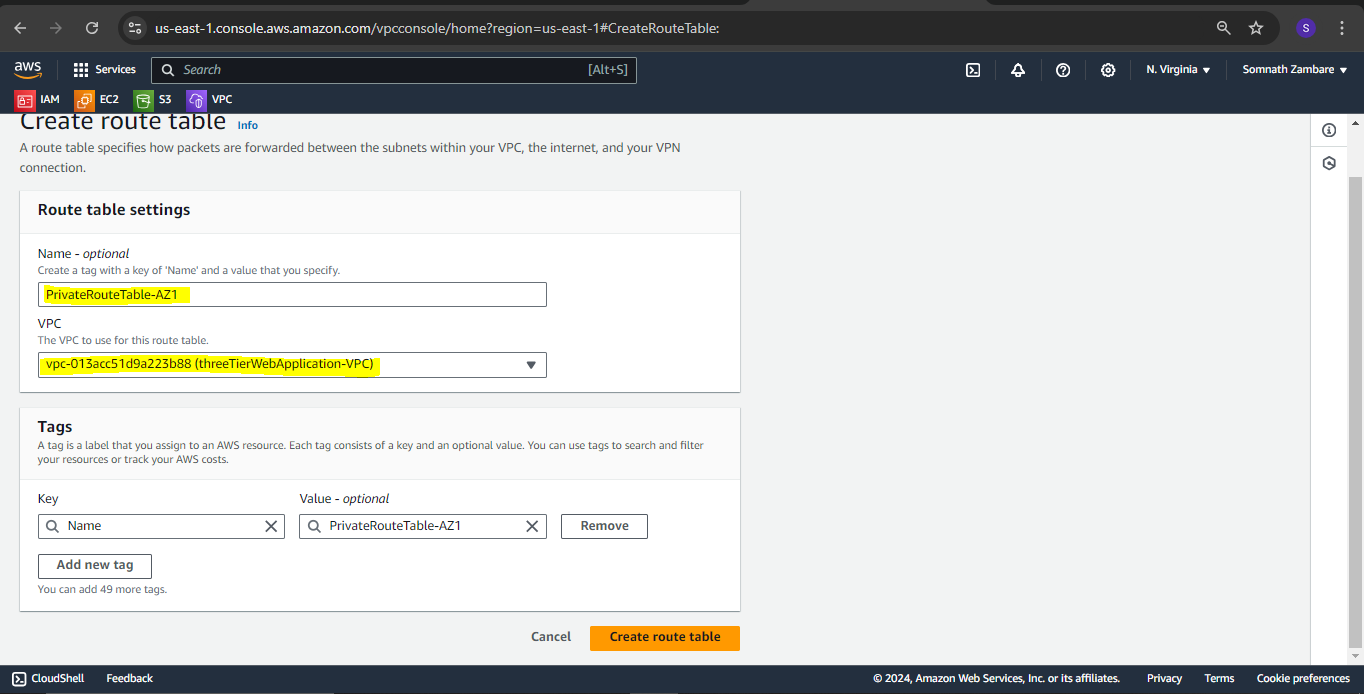 us-east-1.console.aws.amazon.com/vpcconsole/home?region=us-east-1#CreateRouteTable:
S
aws
Services
Search
[Alt+S]
N. Virginia
Somnath Zambare
IAM
EC2
S3
VPC
Create route table
Info
A route table specifies how packets are forwarded between the subnets within your VPC, the internet, and your VPN
connection.
Route table settings
Name - optional
Create a tag with a key of 'Name' and a value that you specify.
PrivateRouteTable-AZ1
VPC
The VPC to use for this route table.
vpc-013acc51d9a223b88 (threeTierWebApplication-VPC)
Tags
A tag is a label that you assign to an AWS resource. Each tag consists of a key and an optional value. You can use tags to search and filter
your resources or track your AWS costs.
Key
Value - optional
Name
PrivateRouteTable-AZ1
Remove
Add new tag
You can add 49 more tags.
Cancel
Create route table
CloudShell
Feedback
© 2024, Amazon Web Services, Inc. or its affiliates.
Privacy
Terms
Cookie preferences